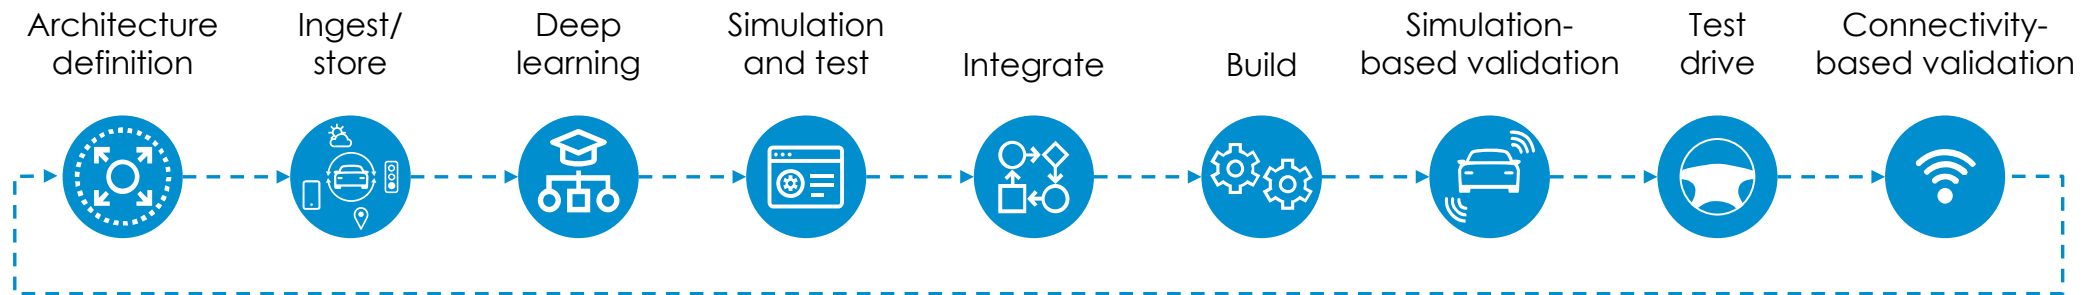 Architecture
definition
Ingest/
store
Deep
learning
Simulation
and test
Integrate
Build
Simulation-
based validation
Test
drive
Connectivity-
based validation